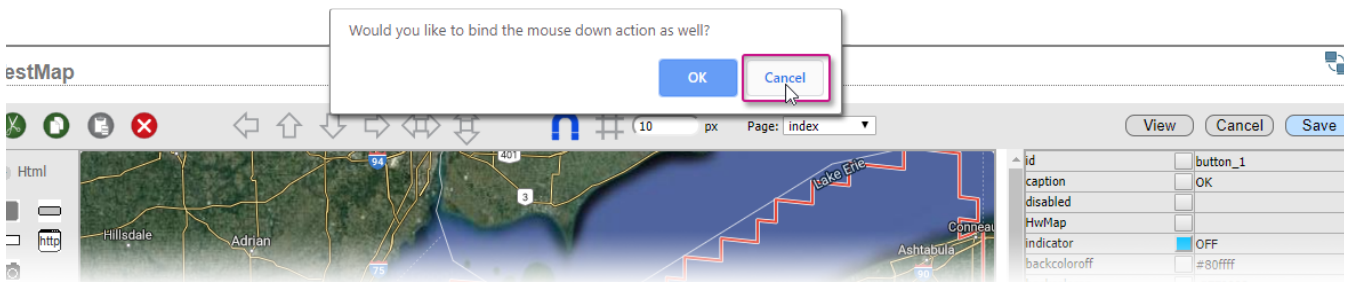 Would you like to bind the mouse down action as well?
OK
Cancel
estMap
10
px
Page:
index
View
Cancel
Save
Html
http
94
401
3
Hillsdale
Adrian
75
Lake Erie
Conneau
Ashtabula
90
id
button_1
caption
OK
disabled
HwMap
indicator
OFF
backcoloroff
#80ffff